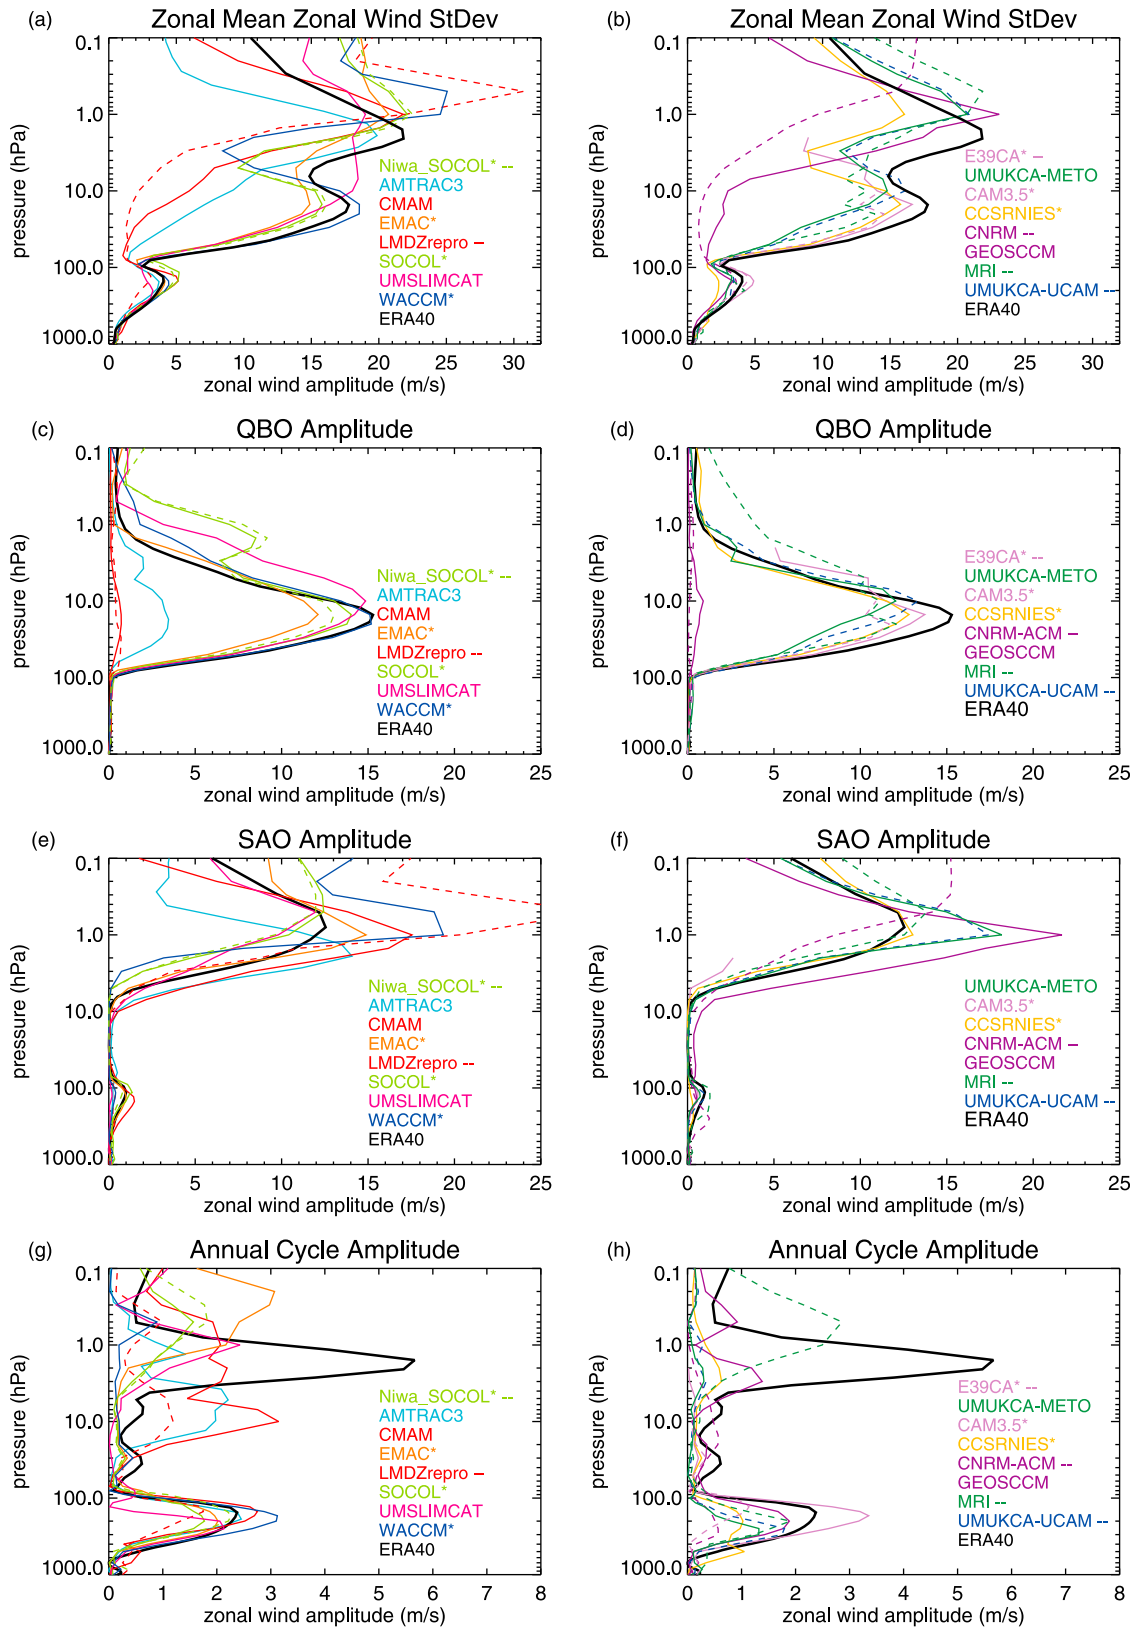 (a) Zonal Mean Zonal Wind StDev
pressure (hPa)
0.1
1.0
10.0
100.0
1000.0
Niwa_SOCOL* --
AMTRAC3
CMAM
EMAC*
LMDZrepro –
SOCOL*
UMSLIMCAT
WACCM*
ERA40
0 5 10 15 20 25 30
zonal wind amplitude (m/s)
(b) Zonal Mean Zonal Wind StDev
pressure (hPa)
0.1
1.0
10.0
100.0
1000.0
E39CA* –
UMUKCA-METO
CAM3.5*
CCSRNIES*
CNRM --
GEOSCCM
MRI --
UMUKCA-UCAM --
ERA40
0 5 10 15 20 25 30
zonal wind amplitude (m/s)
(c) QBO Amplitude
pressure (hPa)
0.1
1.0
10.0
100.0
1000.0
Niwa_SOCOL* --
AMTRAC3
CMAM
EMAC*
LMDZrepro --
SOCOL*
UMSLIMCAT
WACCM*
ERA40
0 5 10 15 20 25
zonal wind amplitude (m/s)
(d) QBO Amplitude
pressure (hPa)
0.1
1.0
10.0
100.0
1000.0
E39CA* --
UMUKCA-METO
CAM3.5*
CCSRNIES*
CNRM-ACM –
GEOSCCM
MRI --
UMUKCA-UCAM --
ERA40
0 5 10 15 20 25
zonal wind amplitude (m/s)
(e) SAO Amplitude
pressure (hPa)
0.1
1.0
10.0
100.0
1000.0
Niwa_SOCOL* --
AMTRAC3
CMAM
EMAC*
LMDZrepro --
SOCOL*
UMSLIMCAT
WACCM*
ERA40
0 5 10 15 20 25
zonal wind amplitude (m/s)
(f) SAO Amplitude
pressure (hPa)
0.1
1.0
10.0
100.0
1000.0
UMUKCA-METO
CAM3.5*
CCSRNIES*
CNRM-ACM –
GEOSCCM
MRI --
UMUKCA-UCAM --
ERA40
0 5 10 15 20 25
zonal wind amplitude (m/s)
(g) Annual Cycle Amplitude
pressure (hPa)
0.1
1.0
10.0
100.0
1000.0
Niwa_SOCOL* --
AMTRAC3
CMAM
EMAC*
LMDZrepro –
SOCOL*
UMSLIMCAT
WACCM*
ERA40
0 1 2 3 4 5 6 7 8
zonal wind amplitude (m/s)
(h) Annual Cycle Amplitude
pressure (hPa)
0.1
1.0
10.0
100.0
1000.0
E39CA* --
UMUKCA-METO
CAM3.5*
CCSRNIES*
CNRM-ACM --
GEOSCCM
MRI --
UMUKCA-UCAM --
ERA40
0 1 2 3 4 5 6 7 8
zonal wind amplitude (m/s)